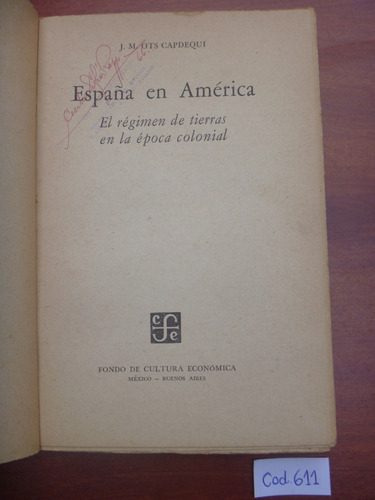 J. M. OTS CAPDEQUI
España en América
El régimen de tierras
en la época colonial
c f e
FONDO DE CULTURA ECONÓMICA
MÉXICO – BUENOS AIRES
Cod. 611